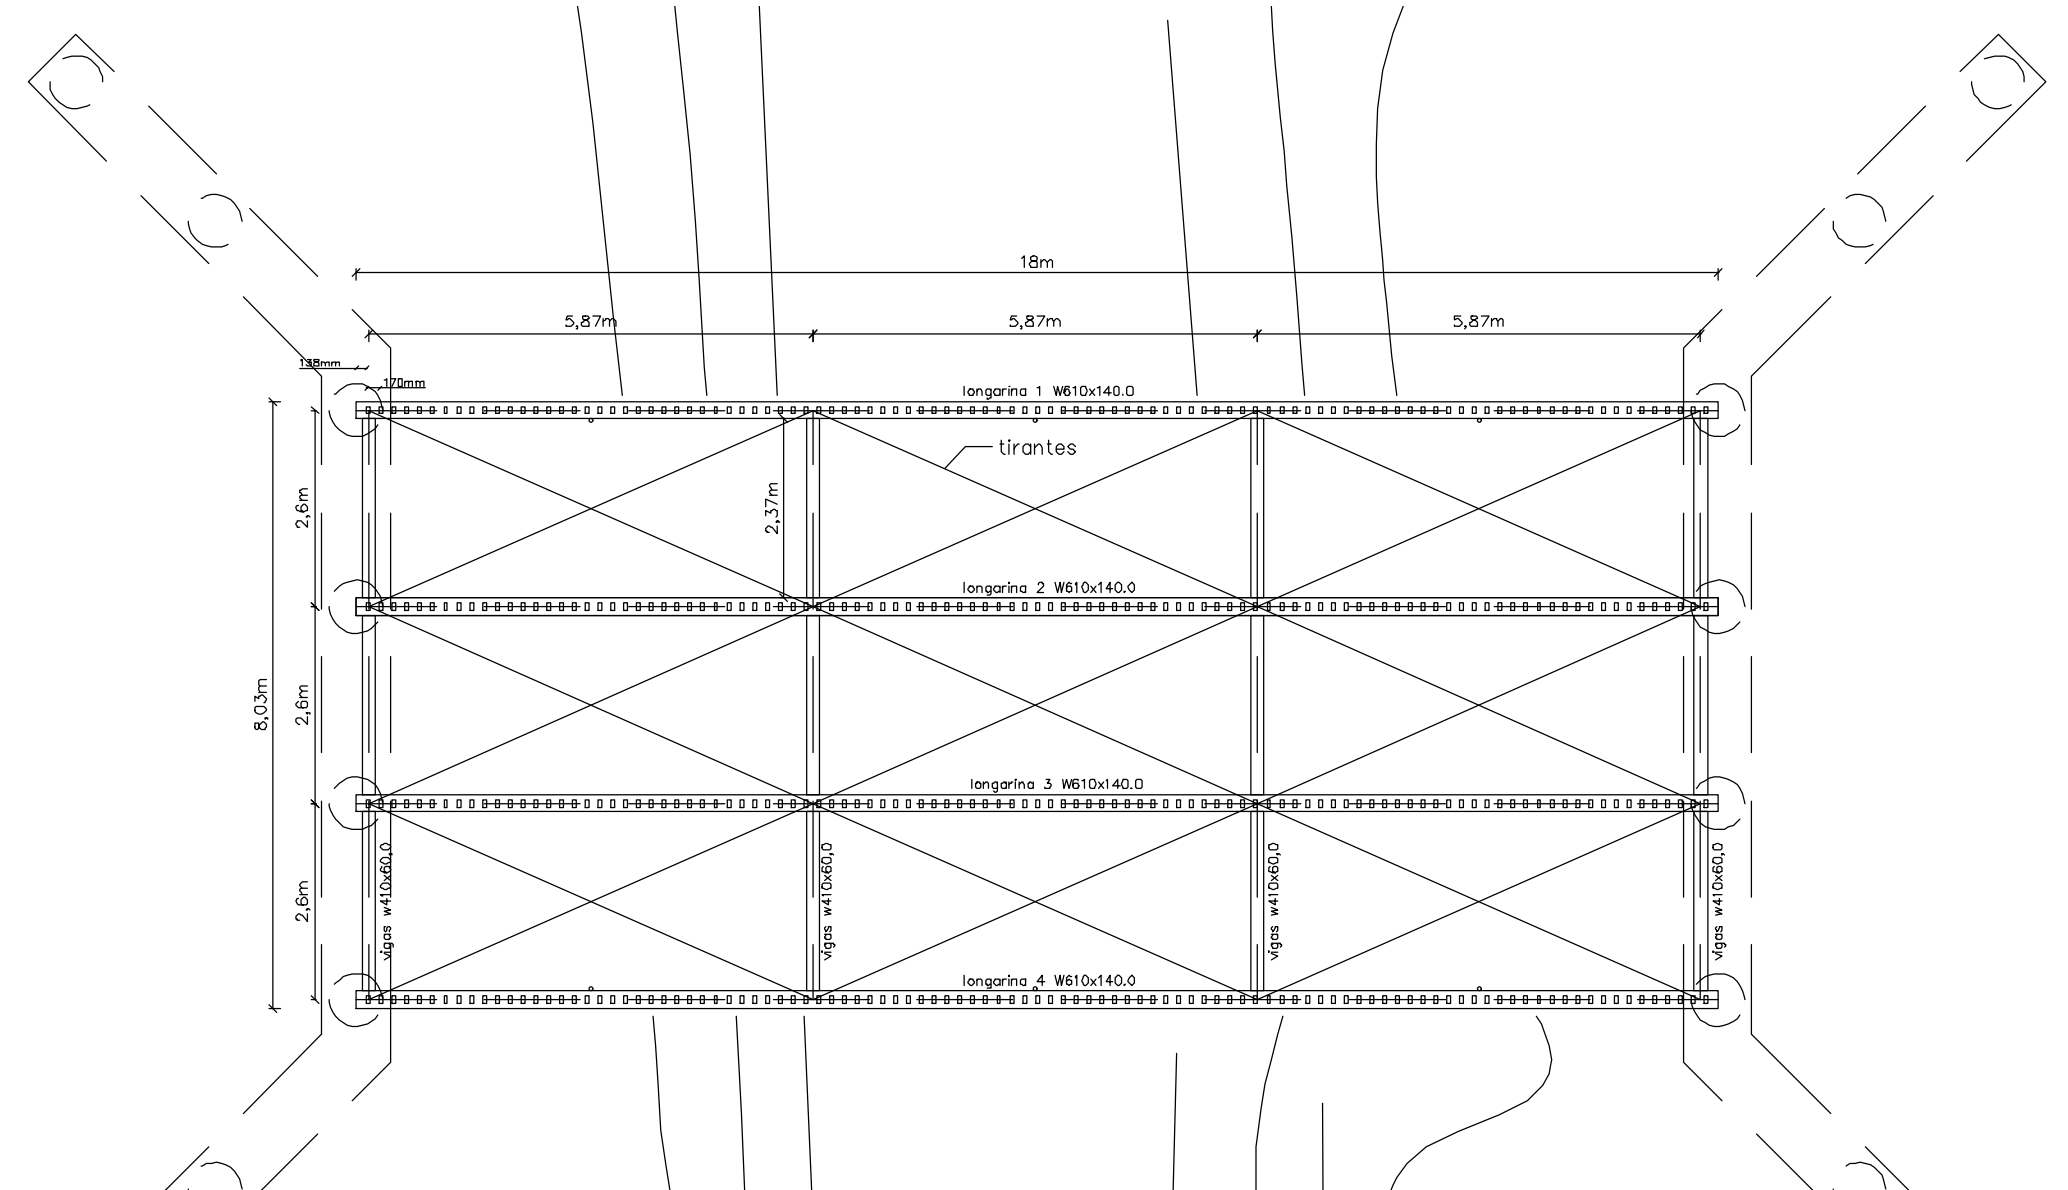 18m
5,87m 5,87m 5,87m
138mm
170mm
longarina 1 W610x140.0
tirantes
2,6m
2,37m
longarina 2 W610x140.0
8,03m
2,6m
longarina 3 W610x140.0
2,6m
vigas w410x60,0
vigas w410x60,0
vigas w410x60,0
vigas w410x60,0
longarina 4 W610x140.0